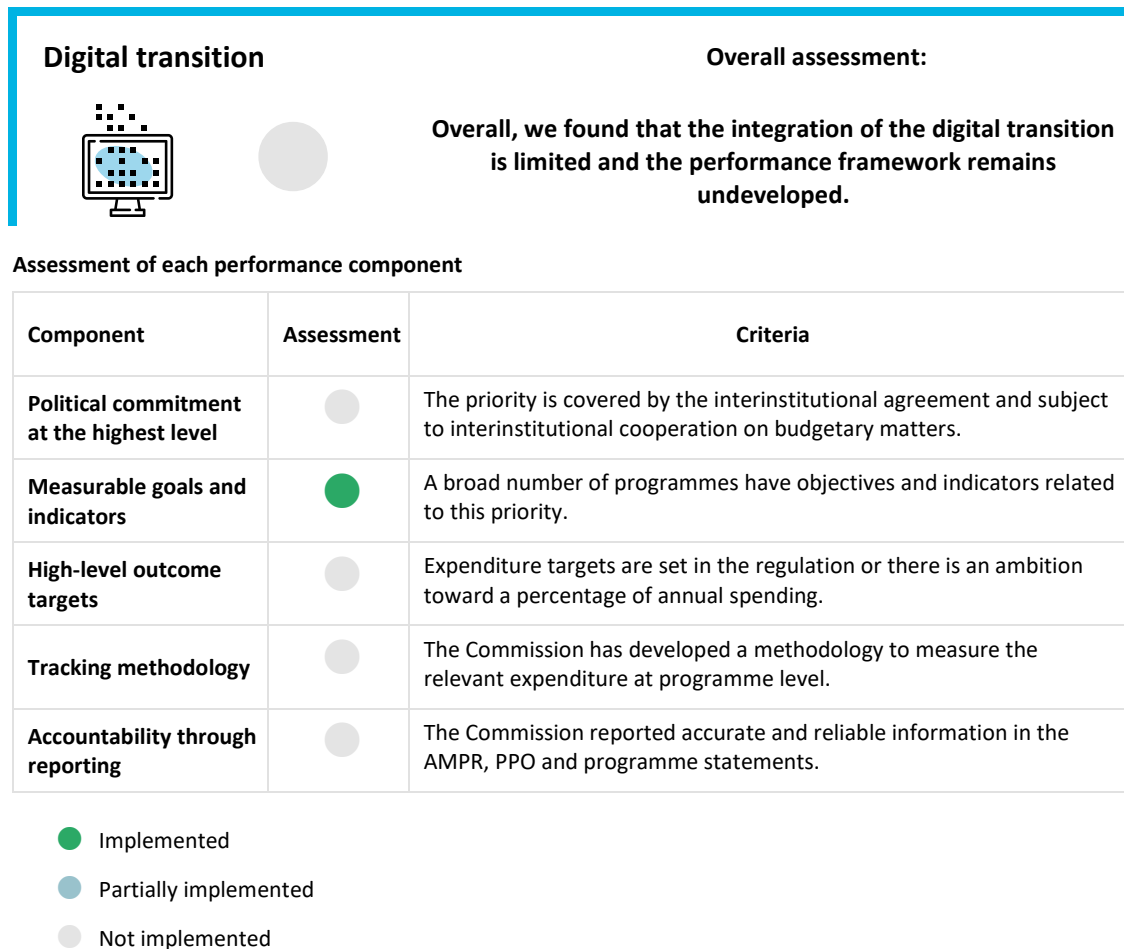 Digital transition
Overall assessment:
Overall, we found that the integration of the digital transition
is limited and the performance framework remains
undeveloped.
Assessment of each performance component
Component
Assessment
Criteria
Political commitment
at the highest level
The priority is covered by the interinstitutional agreement and subject
to interinstitutional cooperation on budgetary matters.
Measurable goals and
indicators
A broad number of programmes have objectives and indicators related
to this priority.
High-level outcome
targets
Expenditure targets are set in the regulation or there is an ambition
toward a percentage of annual spending.
Tracking methodology
The Commission has developed a methodology to measure the
relevant expenditure at programme level.
Accountability through
reporting
The Commission reported accurate and reliable information in the
AMPR, PPO and programme statements.
Implemented
Partially implemented
Not implemented